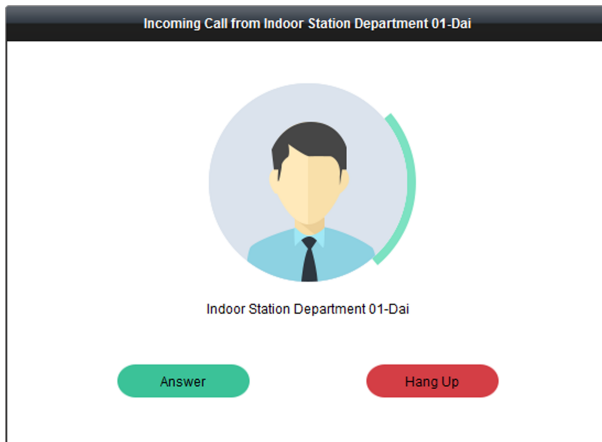 Incoming Call from Indoor Station Department 01-Dai
Indoor Station Department 01-Dai
Answer
Hang Up